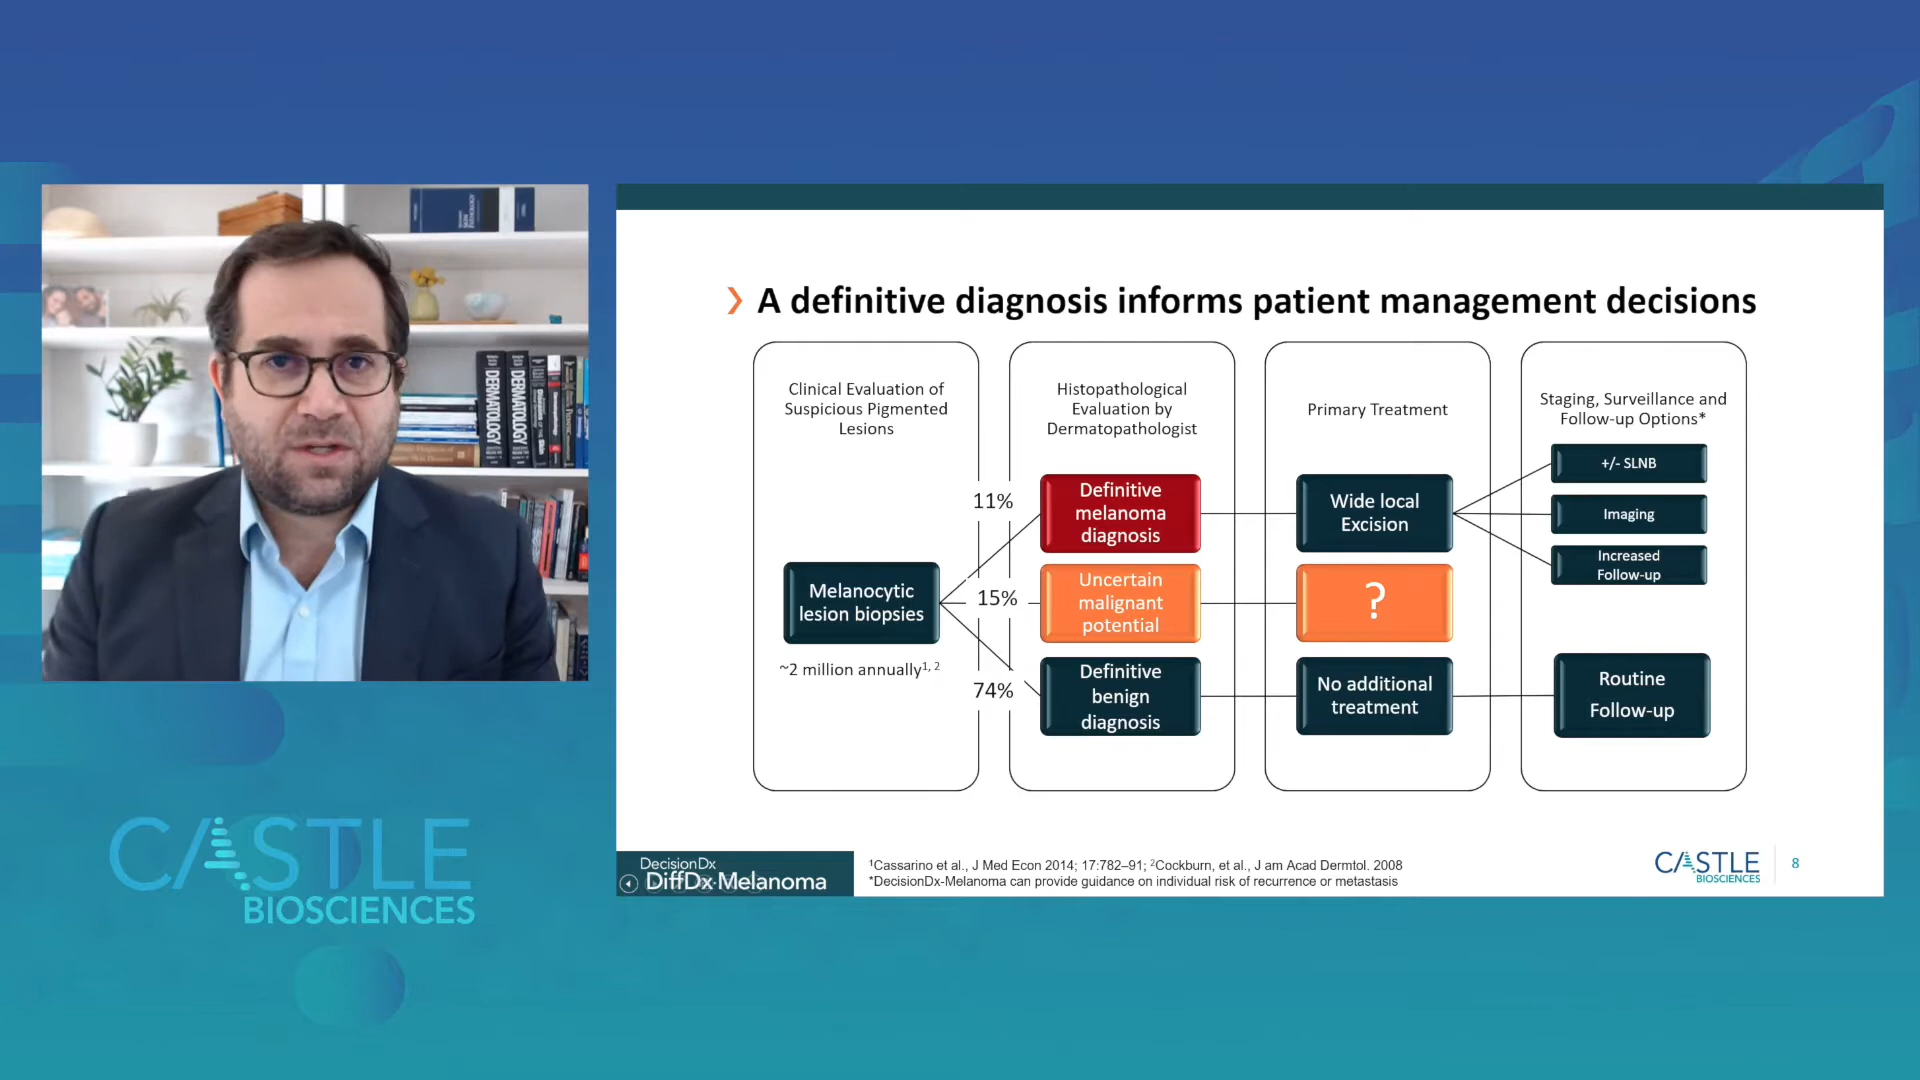 DERMATOLOGY
DERMATOLOGY
CASTLE
BIOSCIENCES
❯ A definitive diagnosis informs patient management decisions
Clinical Evaluation of
Suspicious Pigmented
Lesions
Melanocytic
lesion biopsies
~2 million annually1, 2
11%
15%
74%
Histopathological
Evaluation by
Dermatopathologist
Definitive
melanoma
diagnosis
Uncertain
malignant
potential
Definitive
benign
diagnosis
Primary Treatment
Wide local
Excision
?
No additional
treatment
Staging, Surveillance and
Follow-up Options*
+/- SLNB
Imaging
Increased
Follow-up
Routine
Follow-up
DecisionDx
DiffDx Melanoma
1Cassarino et al., J Med Econ 2014; 17:782–91; 2Cockburn, et al., J am Acad Dermtol. 2008
*DecisionDx-Melanoma can provide guidance on individual risk of recurrence or metastasis
CASTLE
BIOSCIENCES
8